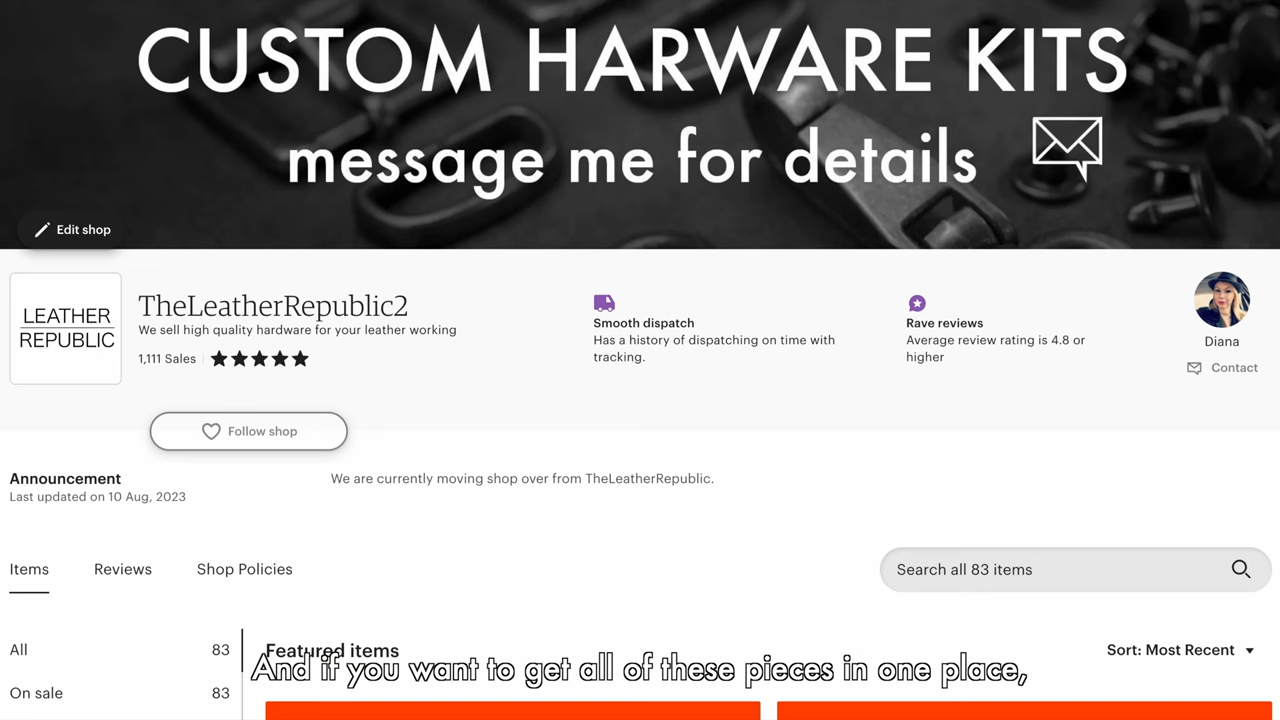 CUSTOM HARWARE KITS
message me for details
Edit shop
LEATHER
REPUBLIC
TheLeatherRepublic2
We sell high quality hardware for your leather working
1,111 Sales
Smooth dispatch
Has a history of dispatching on time with
tracking.
Rave reviews
Average review rating is 4.8 or
higher
Diana
Contact
Follow shop
Announcement
Last updated on 10 Aug, 2023
We are currently moving shop over from TheLeatherRepublic.
Items
Reviews
Shop Policies
Search all 83 items
All 83
On sale 83
Featured items
Sort: Most Recent
And if you want to get all of these pieces in one place,